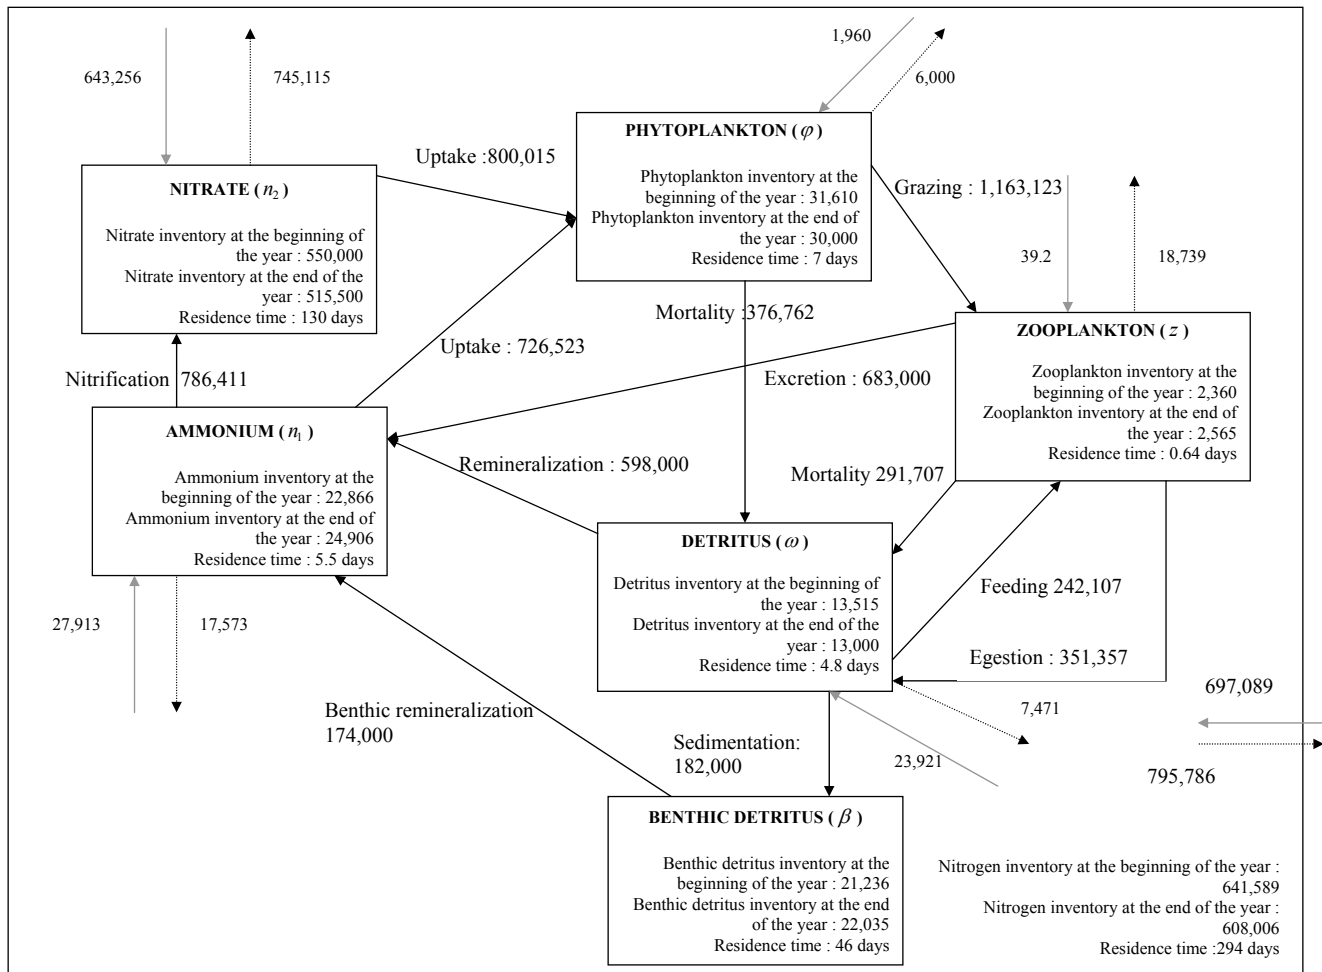 1,960
643,256
745,115
6,000
PHYTOPLANKTON (φ)
Phytoplankton inventory at the
beginning of the year : 31,610
Phytoplankton inventory at the end of
the year : 30,000
Residence time : 7 days
Uptake :800,015
NITRATE (n₂)
Nitrate inventory at the beginning of
the year : 550,000
Nitrate inventory at the end of the
year : 515,500
Residence time : 130 days
Grazing : 1,163,123
39.2
18,739
Mortality :376,762
Uptake : 726,523
ZOOPLANKTON (z)
Zooplankton inventory at the
beginning of the year : 2,360
Zooplankton inventory at the end of
the year : 2,565
Residence time : 0.64 days
Nitrification 786,411
Excretion : 683,000
AMMONIUM (n₁)
Ammonium inventory at the
beginning of the year : 22,866
Ammonium inventory at the end of
the year : 24,906
Residence time : 5.5 days
Remineralization : 598,000
Mortality 291,707
DETRITUS (ω)
Detritus inventory at the beginning of
the year : 13,515
Detritus inventory at the end of the
year : 13,000
Residence time : 4.8 days
Feeding 242,107
27,913
17,573
Egestion : 351,357
697,089
Benthic remineralization
174,000
7,471
Sedimentation:
182,000
23,921
795,786
BENTHIC DETRITUS (β)
Benthic detritus inventory at the
beginning of the year : 21,236
Benthic detritus inventory at the end
of the year : 22,035
Residence time : 46 days
Nitrogen inventory at the beginning of the year :
641,589
Nitrogen inventory at the end of the year :
608,006
Residence time :294 days